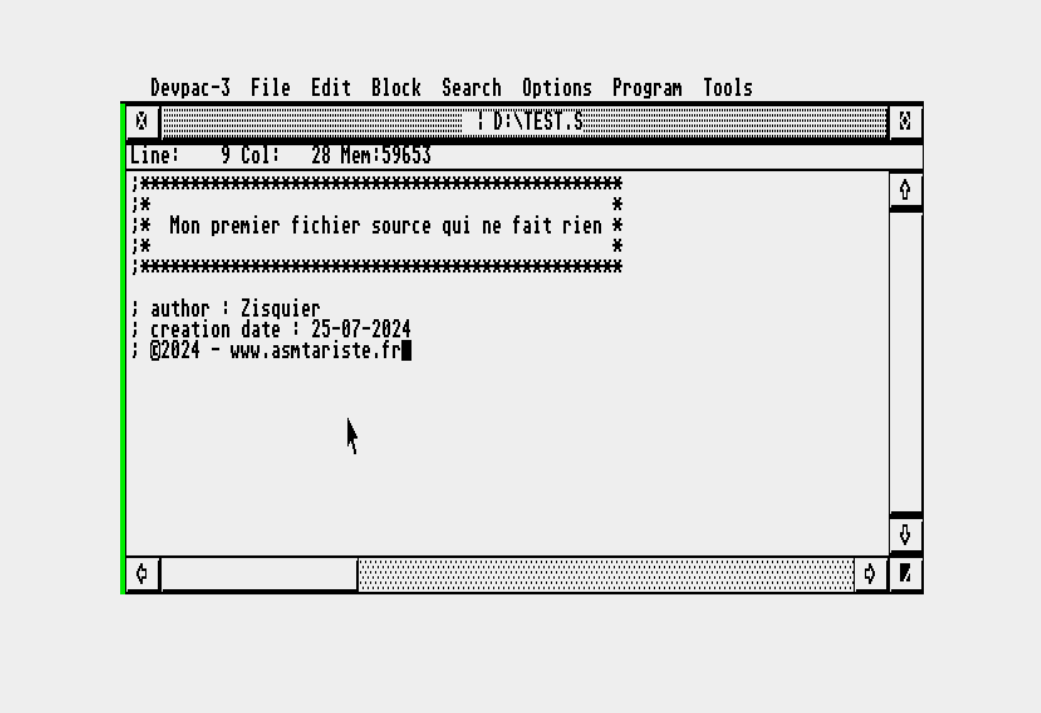 Devpac-3 File Edit Block Search Options Program Tools
¦ D:\TEST.S
Line: 9 Col: 28 Mem:59653
;************************************************
;* *
;* Mon premier fichier source qui ne fait rien *
;* *
;************************************************
; author : Zisquier
; creation date : 25-07-2024
; @2024 - www.asmtariste.fr